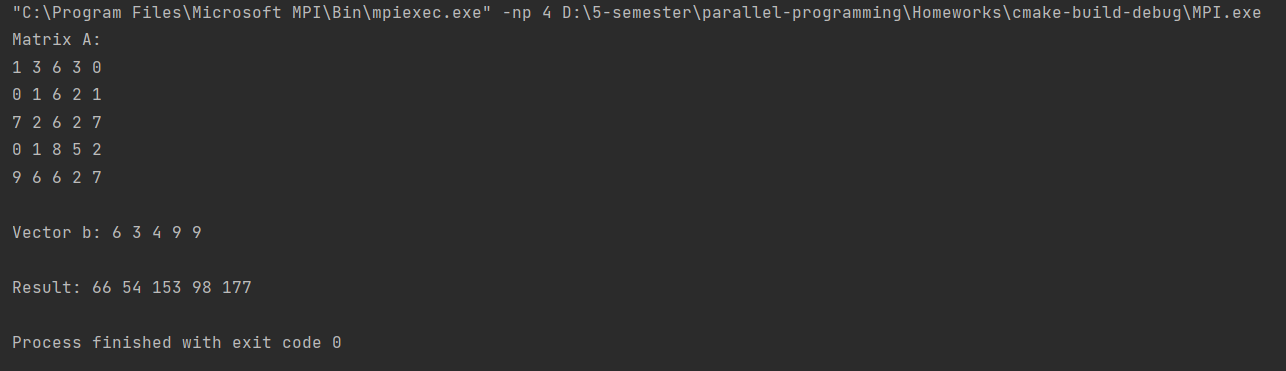 "C:\Program Files\Microsoft MPI\Bin\mpiexec.exe" -np 4 D:\5-semester\parallel-programming\Homeworks\cmake-build-debug\MPI.exe
Matrix A:
1 3 6 3 0
0 1 6 2 1
7 2 6 2 7
0 1 8 5 2
9 6 6 2 7
Vector b: 6 3 4 9 9
Result: 66 54 153 98 177
Process finished with exit code 0